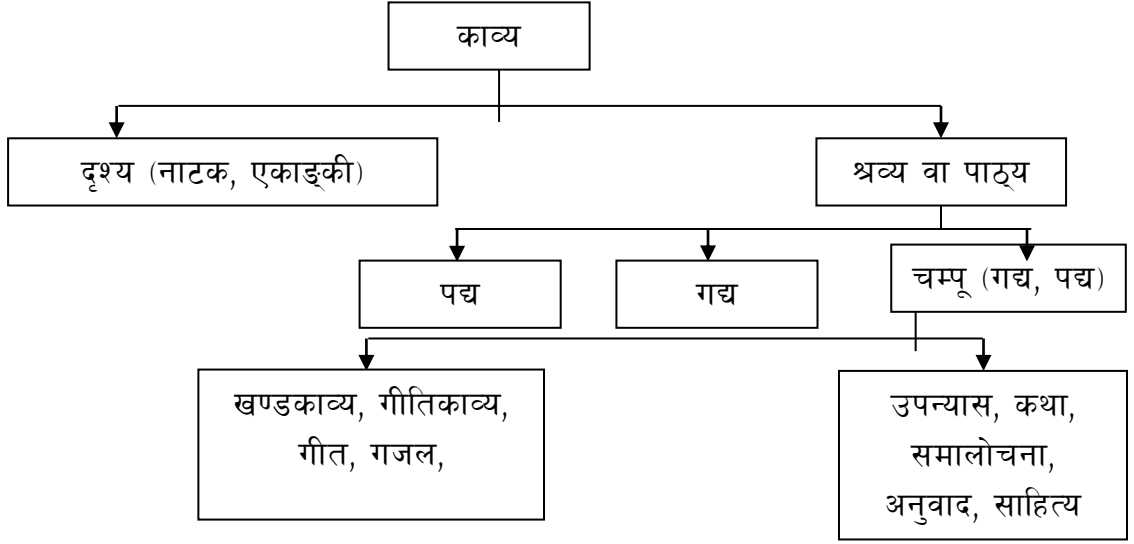 काव्य
दृश्य (नाटक, एकाङ्की)
श्रव्य वा पाठ्य
पद्य
गद्य
चम्पू (गद्य, पद्य)
खण्डकाव्य, गीतिकाव्य,
गीत, गजल,
उपन्यास, कथा,
समालोचना,
अनुवाद, साहित्य